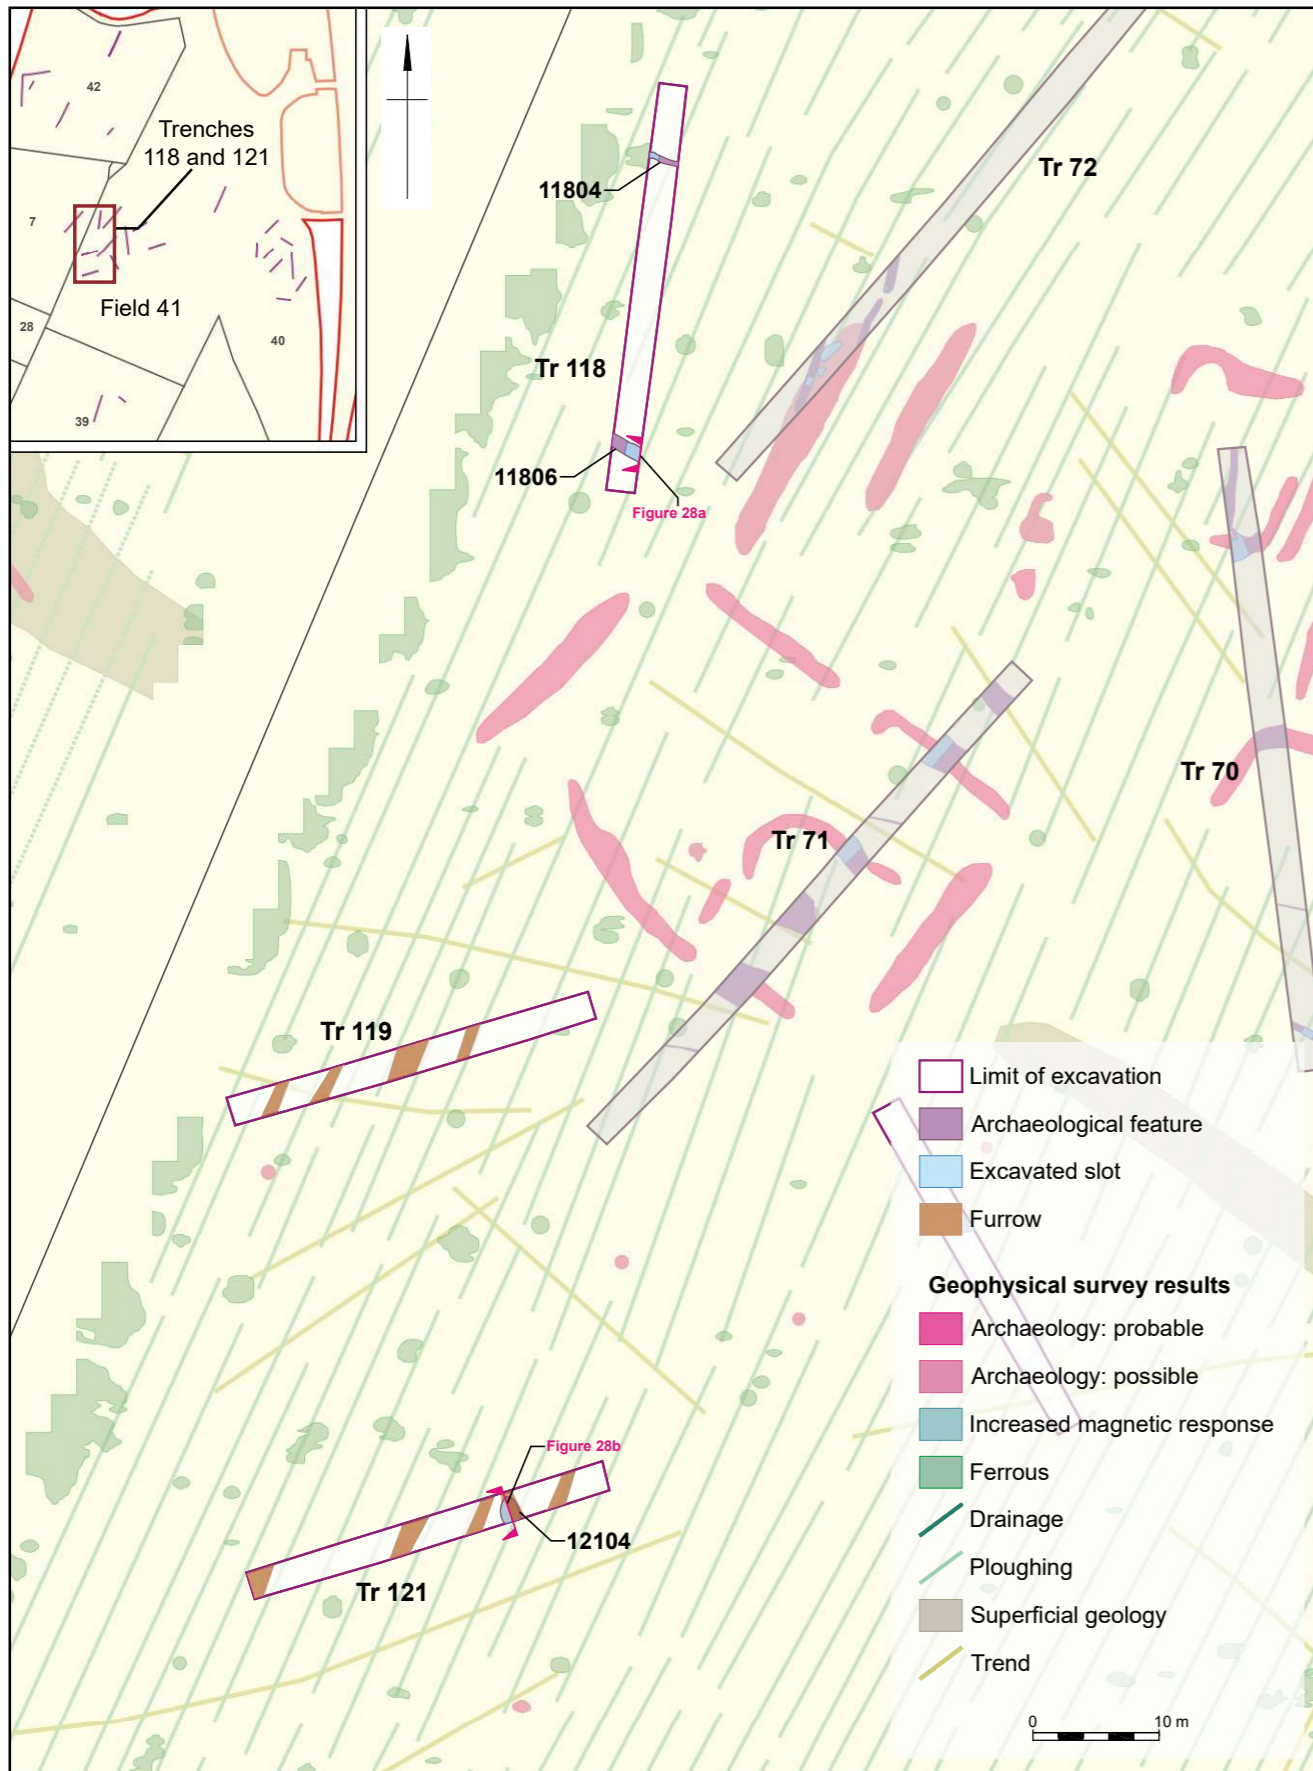 42
Trenches
118 and 121
7
Field 41
28
40
39
Tr 72
11804
Tr 118
11806
Figure 28a
Tr 70
Tr 71
Tr 119
Figure 28b
12104
Tr 121
Limit of excavation
Archaeological feature
Excavated slot
Furrow
Geophysical survey results
Archaeology: probable
Archaeology: possible
Increased magnetic response
Ferrous
Drainage
Ploughing
Superficial geology
Trend
0 10 m